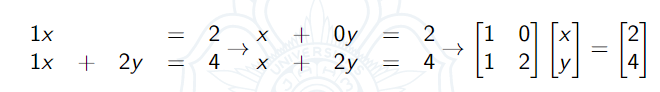 1x = 2 → x + 0y = 2 → [1 0] [x] = [2]
1x + 2y = 4 x + 2y = 4 [1 2] [y] [4]